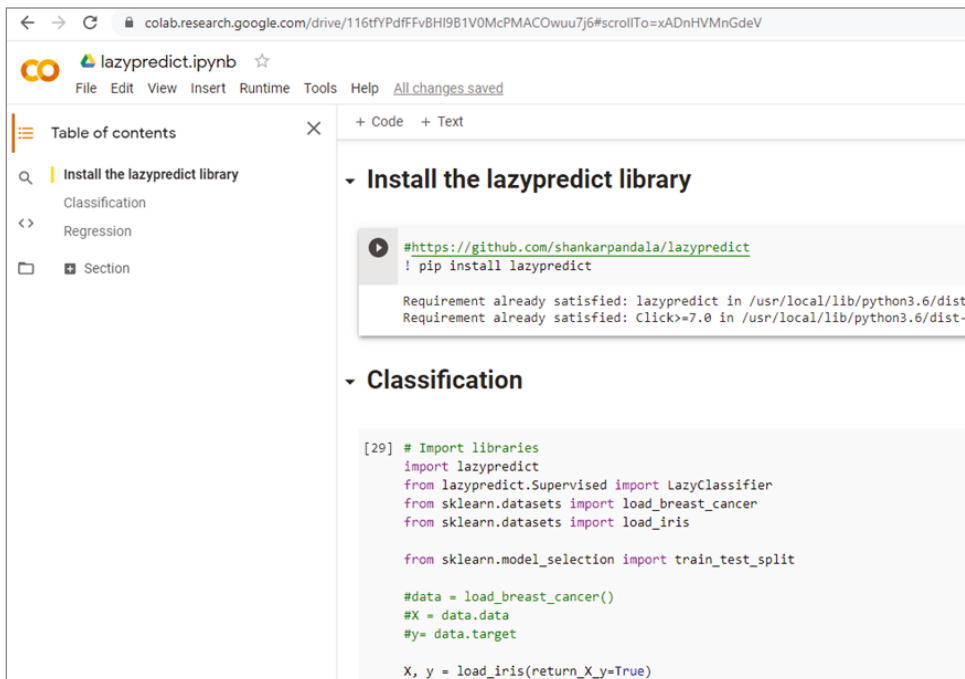 colab.research.google.com/drive/116tfYPdfFFvBHI9B1V0McPMACOwuu7j6#scrollTo=xADnHVMnGdeV
CO
lazypredict.ipynb
File Edit View Insert Runtime Tools Help All changes saved
Table of contents
Install the lazypredict library
Classification
Regression
Section
+ Code + Text
Install the lazypredict library
#https://github.com/shankarpandala/lazypredict
! pip install lazypredict
Requirement already satisfied: lazypredict in /usr/local/lib/python3.6/dist
Requirement already satisfied: Click>=7.0 in /usr/local/lib/python3.6/dist-
Classification
[29] # Import libraries
import lazypredict
from lazypredict.Supervised import LazyClassifier
from sklearn.datasets import load_breast_cancer
from sklearn.datasets import load_iris
from sklearn.model_selection import train_test_split
#data = load_breast_cancer()
#X = data.data
#y= data.target
X, y = load_iris(return_X_y=True)